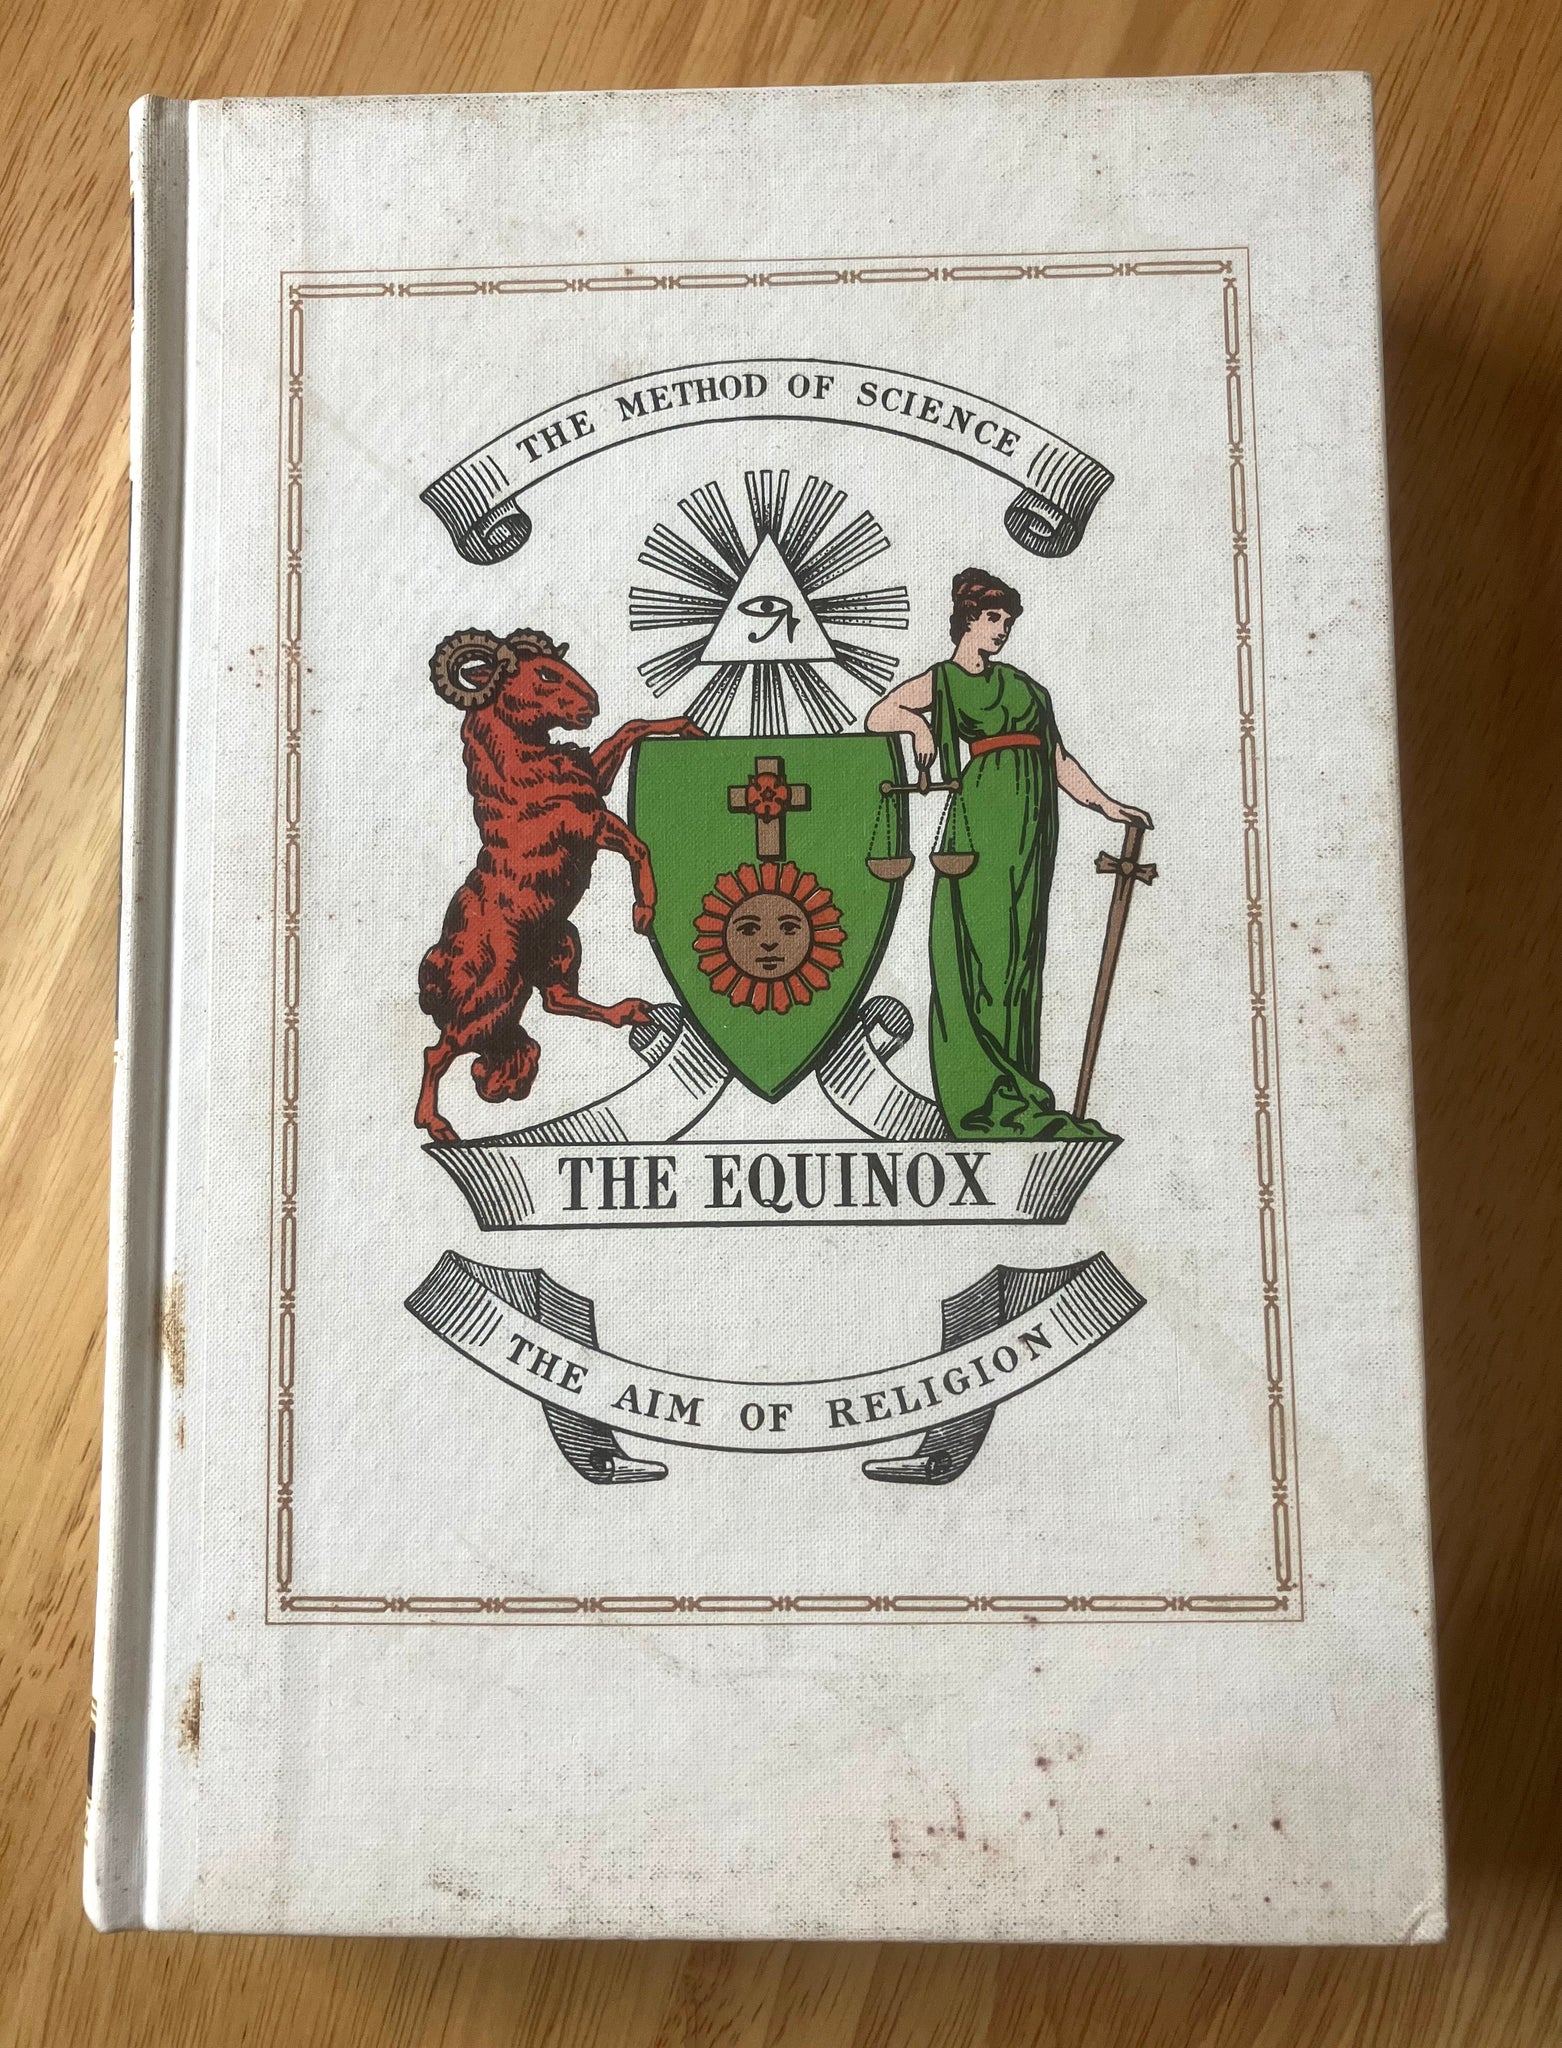 THE METHOD OF SCIENCE
THE EQUINOX
THE AIM OF RELIGION